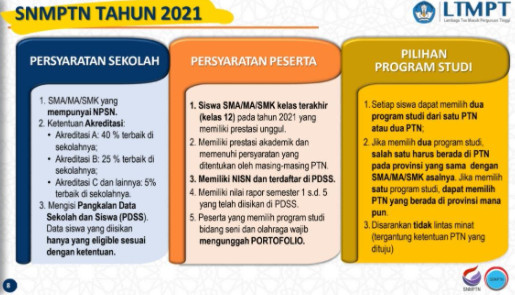 SNMPTN TAHUN 2021
LTMPT
Lembaga Tes Masuk Perguruan Tinggi
PERSYARATAN SEKOLAH
1. SMA/MA/SMK yang
mempunyai NPSN.
2. Ketentuan Akreditasi:
• Akreditasi A: 40 % terbaik di
sekolahnya;
• Akreditasi B: 25 % terbaik di
sekolahnya;
• Akreditasi C dan lainnya: 5%
terbaik di sekolahnya.
3. Mengisi Pangkalan Data
Sekolah dan Siswa (PDSS).
Data siswa yang diisikan
hanya yang eligible sesuai
dengan ketentuan.
PERSYARATAN PESERTA
1. Siswa SMA/MA/SMK kelas terakhir
(kelas 12) pada tahun 2021 yang
memiliki prestasi unggul.
2. Memiliki prestasi akademik dan
memenuhi persyaratan yang
ditentukan oleh masing-masing PTN.
3. Memiliki NISN dan terdaftar di PDSS.
4. Memiliki nilai rapor semester 1 s.d. 5
yang telah diisikan di PDSS.
5. Peserta yang memilih program studi
bidang seni dan olahraga wajib
mengunggah PORTOFOLIO.
PILIHAN
PROGRAM STUDI
1. Setiap siswa dapat memilih dua
program studi dari satu PTN
atau dua PTN;
2. Jika memilih dua program studi,
salah satu harus berada di PTN
pada provinsi yang sama dengan
SMA/MA/SMK asalnya. Jika memilih
satu program studi, dapat memilih
PTN yang berada di provinsi mana
pun.
3. Disarankan tidak lintas minat
(tergantung ketentuan PTN yang
dituju)
8
SNMPTN